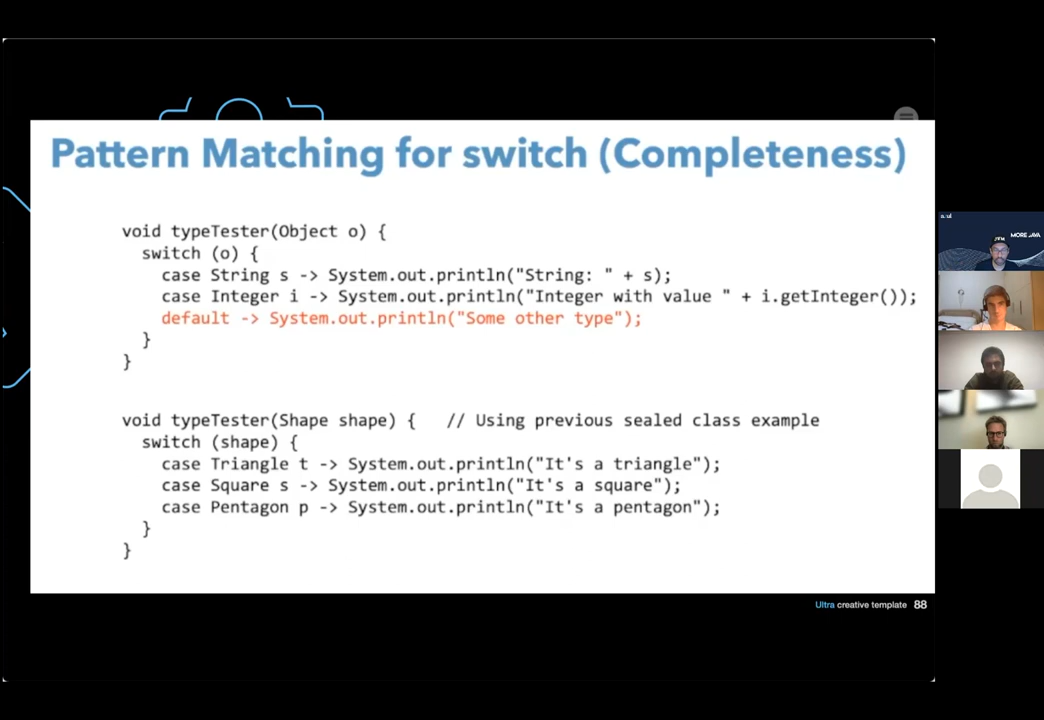 Pattern Matching for switch (Completeness)
void typeTester(Object o) {
switch (o) {
case String s -> System.out.println("String: " + s);
case Integer i -> System.out.println("Integer with value " + i.getInteger());
default -> System.out.println("Some other type");
}
}
void typeTester(Shape shape) { // Using previous sealed class example
switch (shape) {
case Triangle t -> System.out.println("It's a triangle");
case Square s -> System.out.println("It's a square");
case Pentagon p -> System.out.println("It's a pentagon");
}
}
Ultra creative template 88
MORE JAVA